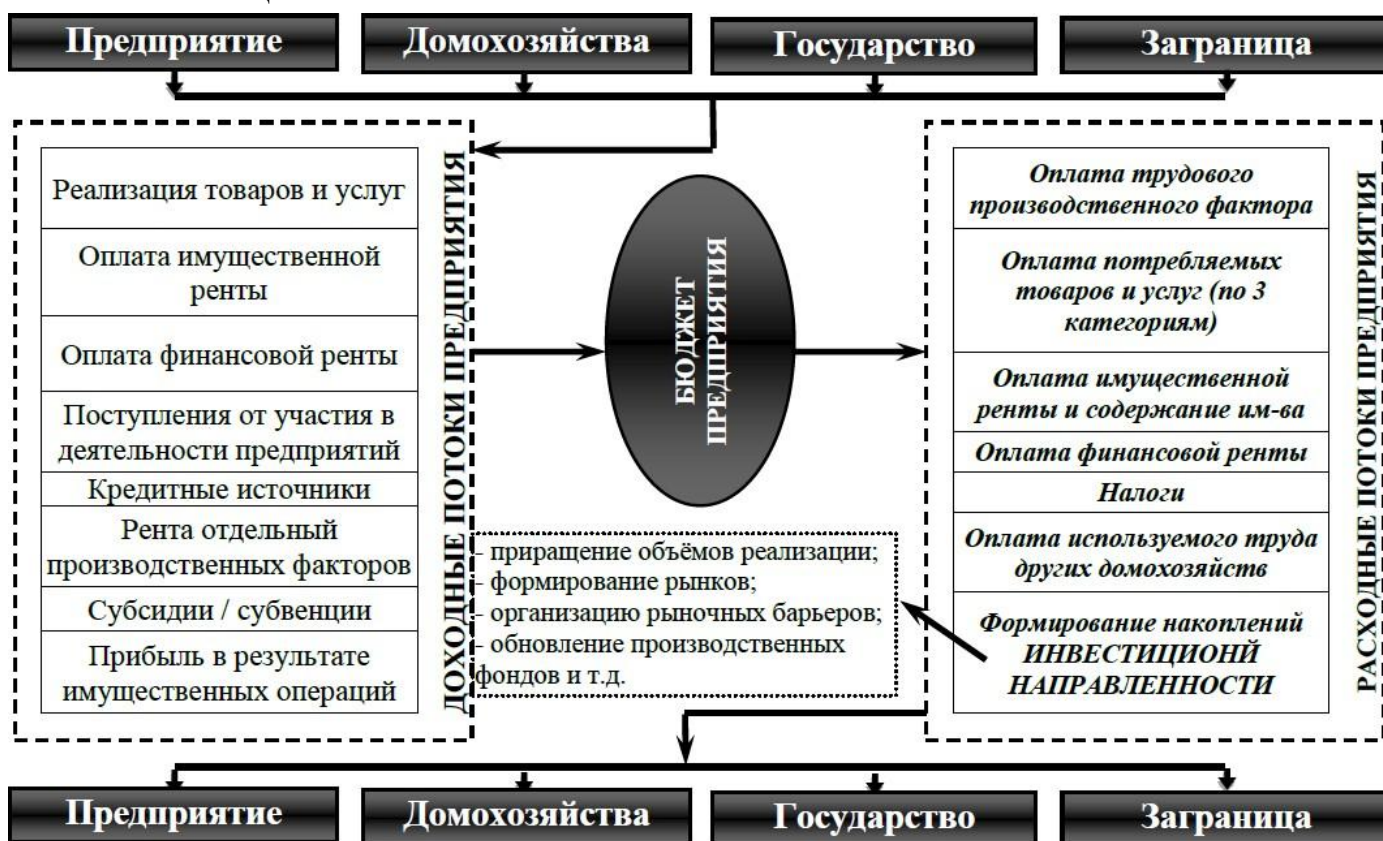 Предприятие
Домохозяйства
Государство
Заграница
Реализация товаров и услуг
Оплата имущественной
ренты
Оплата финансовой ренты
Поступления от участия в
деятельности предприятий
Кредитные источники
Рента отдельный
производственных факторов
Субсидии / субвенции
Прибыль в результате
имущественных операций
ДОХОДНЫЕ ПОТОКИ ПРЕДПРИЯТИЯ
БЮДЖЕТ
ПРЕДПРИЯТИЯ
- приращение объёмов реализации;
- формирование рынков;
- организацию рыночных барьеров;
- обновление производственных
фондов и т.д.
Оплата трудового
производственного фактора
Оплата потребляемых
товаров и услуг (по 3
категориям)
Оплата имущественной
ренты и содержание им-ва
Оплата финансовой ренты
Налоги
Оплата используемого труда
других домохозяйств
Формирование накоплений
ИНВЕСТИЦИОНЙ
НАПРАВЛЕННОСТИ
РАСХОДНЫЕ ПОТОКИ ПРЕДПРИЯТИЯ
Предприятие
Домохозяйства
Государство
Заграница